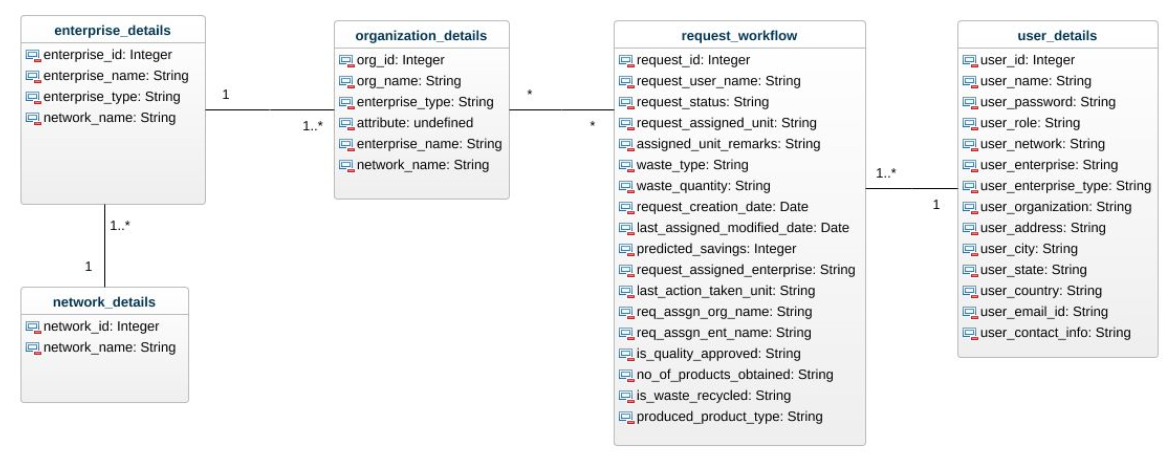 enterprise_details
enterprise_id: Integer
enterprise_name: String
enterprise_type: String
network_name: String
1
1..*
organization_details
org_id: Integer
org_name: String
enterprise_type: String
attribute: undefined
enterprise_name: String
network_name: String
*
*
request_workflow
request_id: Integer
request_user_name: String
request_status: String
request_assigned_unit: String
assigned_unit_remarks: String
waste_type: String
waste_quantity: String
request_creation_date: Date
last_assigned_modified_date: Date
predicted_savings: Integer
request_assigned_enterprise: String
last_action_taken_unit: String
req_assgn_org_name: String
req_assgn_ent_name: String
is_quality_approved: String
no_of_products_obtained: String
is_waste_recycled: String
produced_product_type: String
1..*
1
user_details
user_id: Integer
user_name: String
user_password: String
user_role: String
user_network: String
user_enterprise: String
user_enterprise_type: String
user_organization: String
user_address: String
user_city: String
user_state: String
user_country: String
user_email_id: String
user_contact_info: String
1..*
1
network_details
network_id: Integer
network_name: String